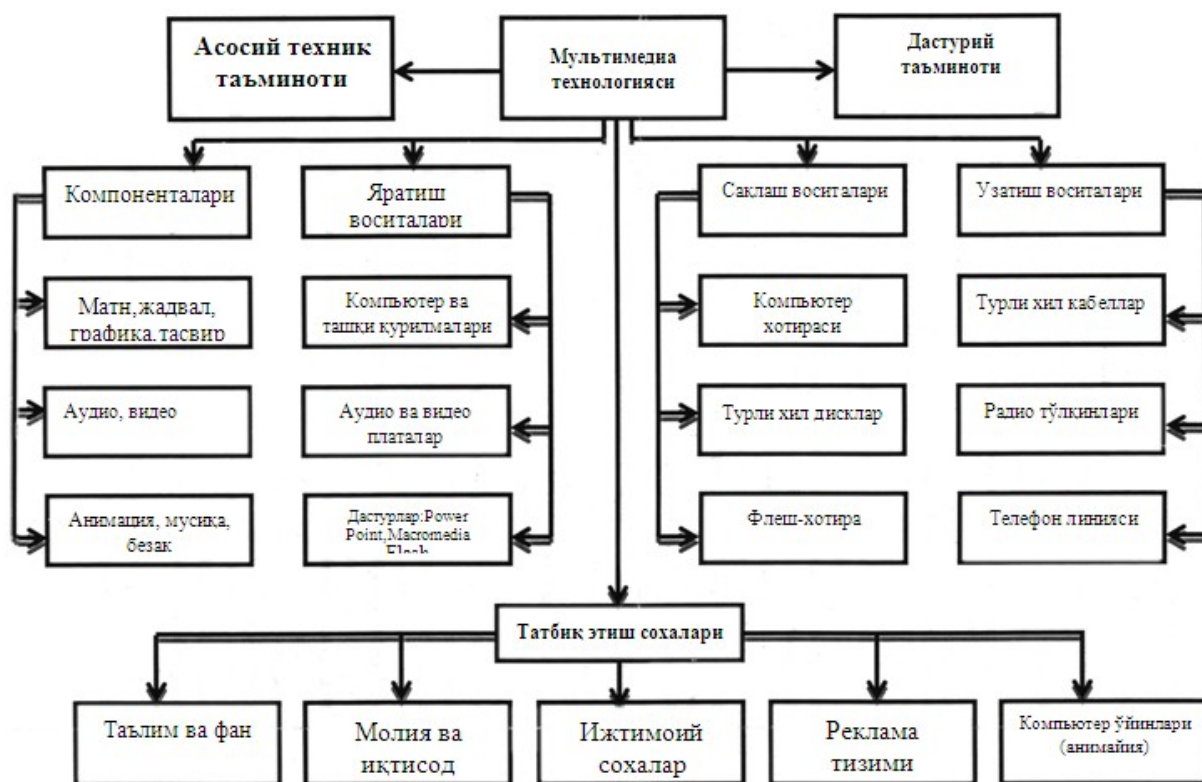 Асосий техник
таъминоти
Мультимедиа
технологияси
Дастурий
таъминоти
Компоненталари
Яратиш
воситалари
Сақлаш воситалари
Узатиш воситалари
Матн,жадвал,
графика,тасвир
Компьютер ва
ташқи қурилмалари
Компьютер
хотираси
Турли хил кабеллар
Аудио, видео
Аудио ва видео
платалар
Турли хил дисклар
Радио тўлқинлари
Анимация, мусиқа,
безак
Дастурлар:Power
Point,Macromedia
Flash
Флеш-хотира
Телефон линияси
Татбиқ этиш сохалари
Таълим ва фан
Молия ва
иқтисод
Ижтимоий
сохалар
Реклама
тизими
Компьютер ўйинлари
(анимайия)